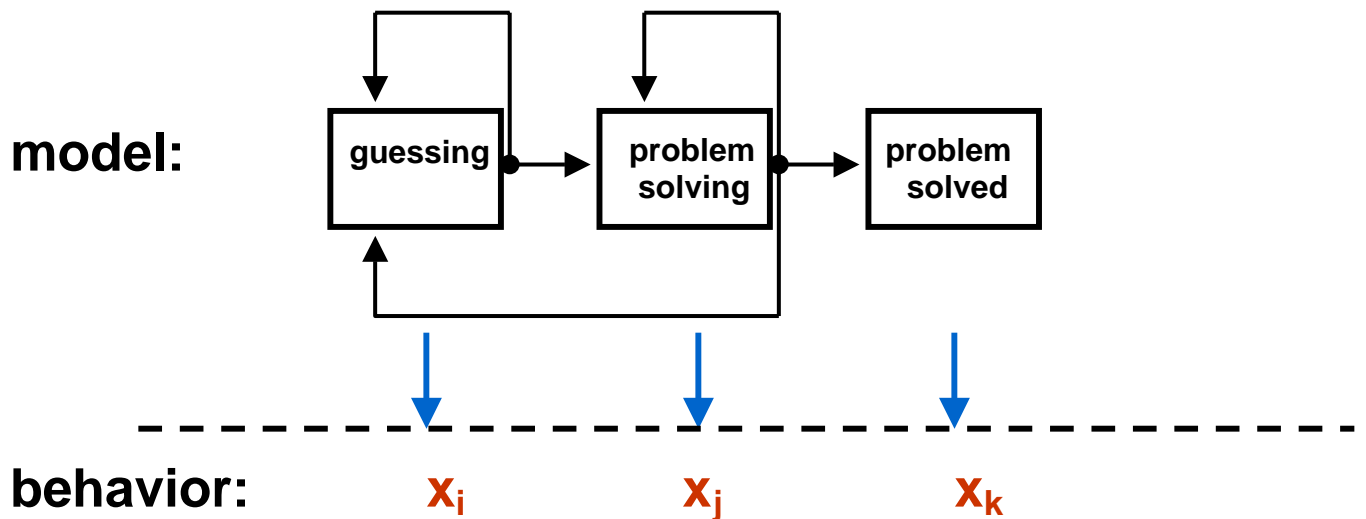 model:
guessing
problem
solving
problem
solved
behavior:
xi
xj
xk